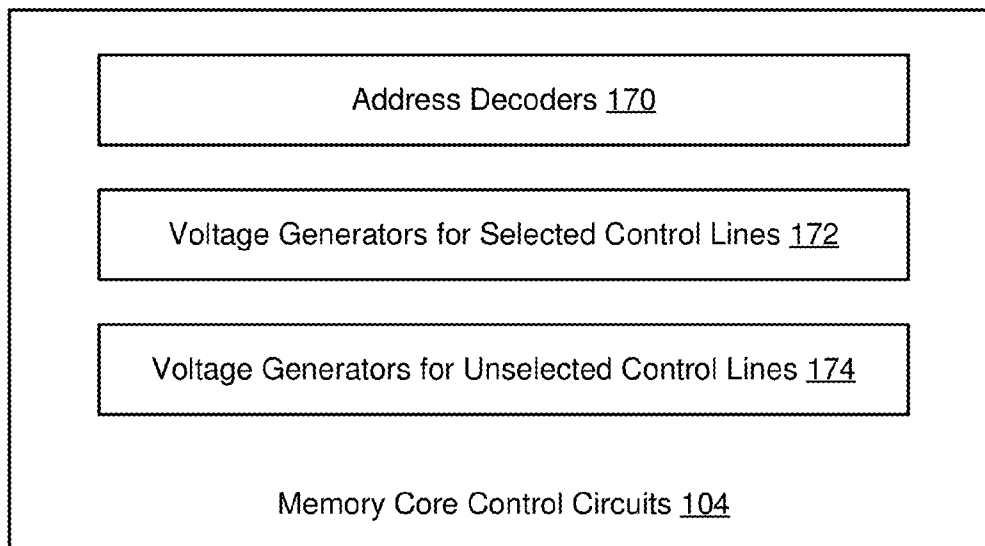 Address Decoders 170
Voltage Generators for Selected Control Lines 172
Voltage Generators for Unselected Control Lines 174
Memory Core Control Circuits 104